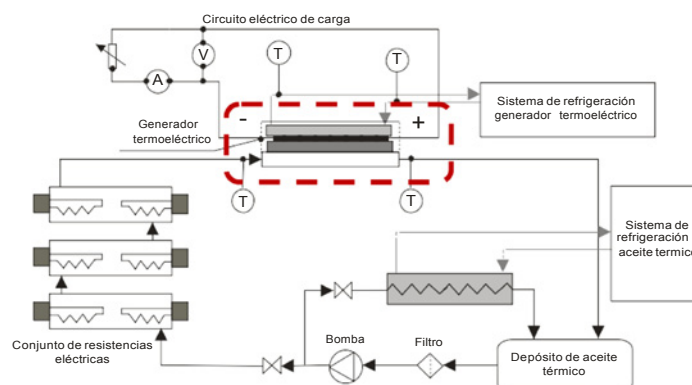 Circuito eléctrico de carga
V
T
T
A
Sistema de refrigeración
generador termoeléctrico
-
+
Generador
termoeléctrico
T
T
Sistema de
refrigeración
aceite termico
Conjunto de resistencias
eléctricas
Bomba
Filtro
Depósito de aceite
térmico